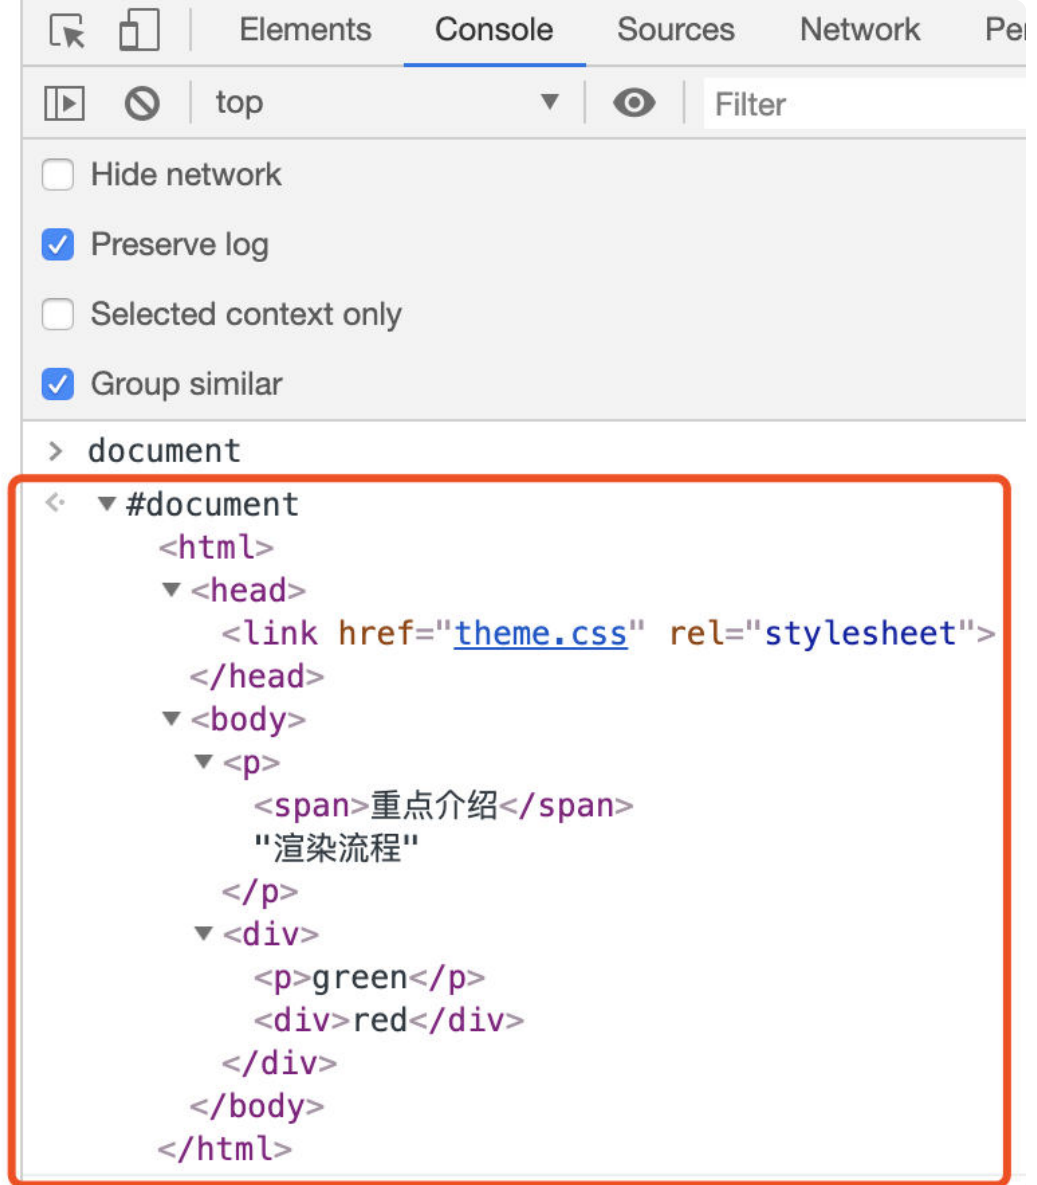 Elements Console Sources Network
top Filter
Hide network
Preserve log
Selected context only
Group similar
> document
#document
<html>
<head>
<link href="theme.css" rel="stylesheet">
</head>
<body>
<p>
<span>重点介绍</span>
"渲染流程"
</p>
<div>
<p>green</p>
<div>red</div>
</div>
</body>
</html>